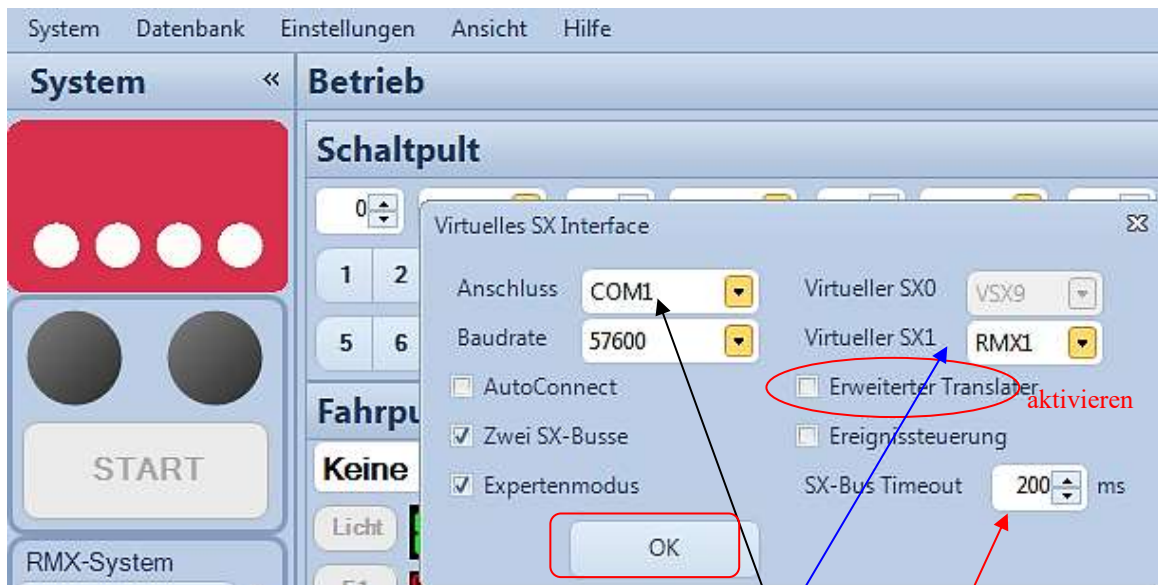 System Datenbank Einstellungen Ansicht Hilfe
System « Betrieb
Schaltpult
0
Virtuelles SX Interface
1 2
Anschluss COM1 Virtueller SX0 VSX9
5 6
Baudrate 57600 Virtueller SX1 RMX1
AutoConnect Erweiterter Translater aktivieren
Fahrpu
Zwei SX-Busse Ereignissteuerung
START
Keine
Expertenmodus SX-Bus Timeout 200 ms
Licht
OK
RMX-System